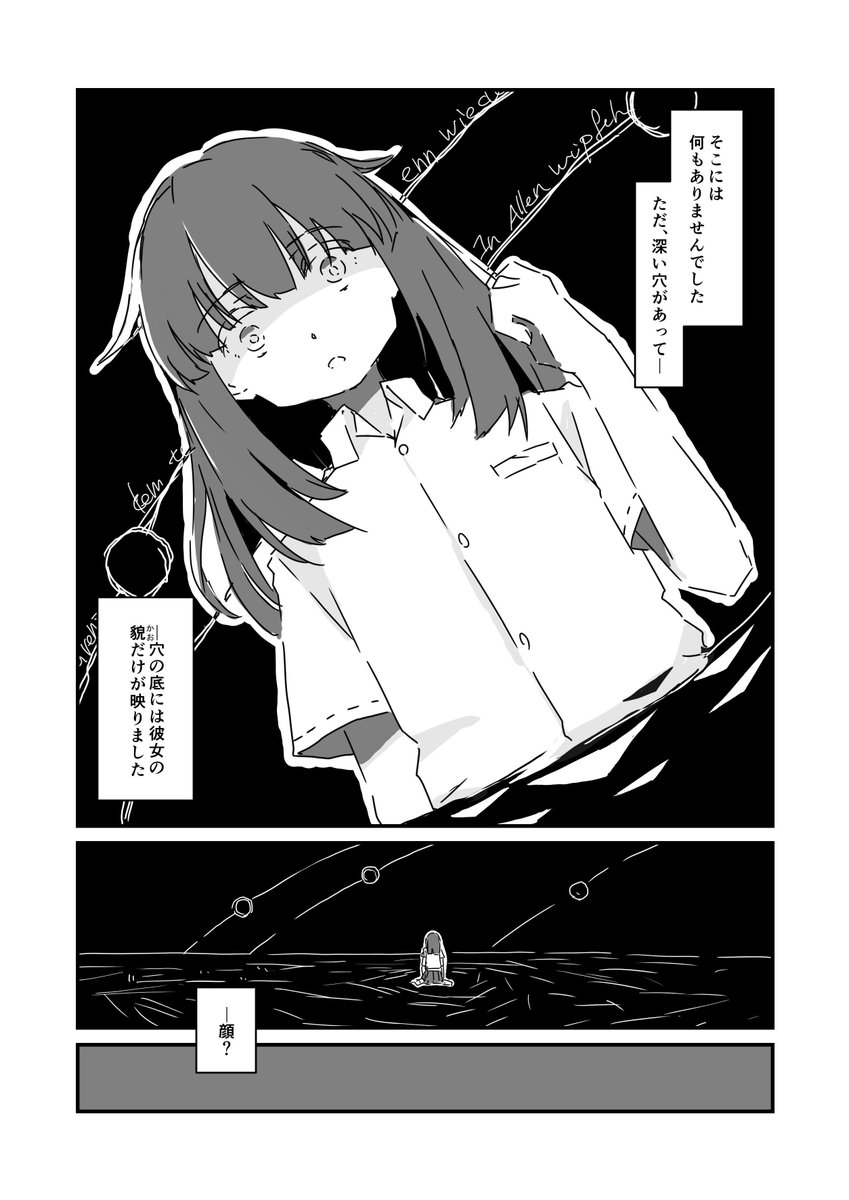 そこには
何もありませんでした
ただ、深い穴があって―
enn wiede
In Allen wipfeln
―穴の底には彼女の
貌だけが映りました
かお
―顔？